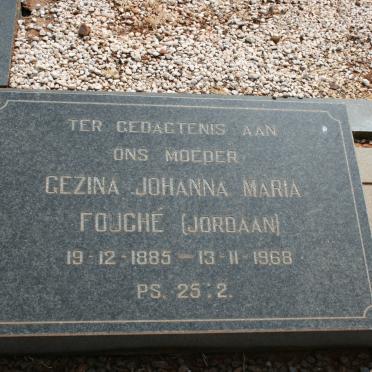 TER GEDAGTENIS AAN
ONS MOEDER
GEZINA JOHANNA MARIA
FOUCHÉ (JORDAAN)
19-12-1885 — 13-11-1968
PS. 25:2.